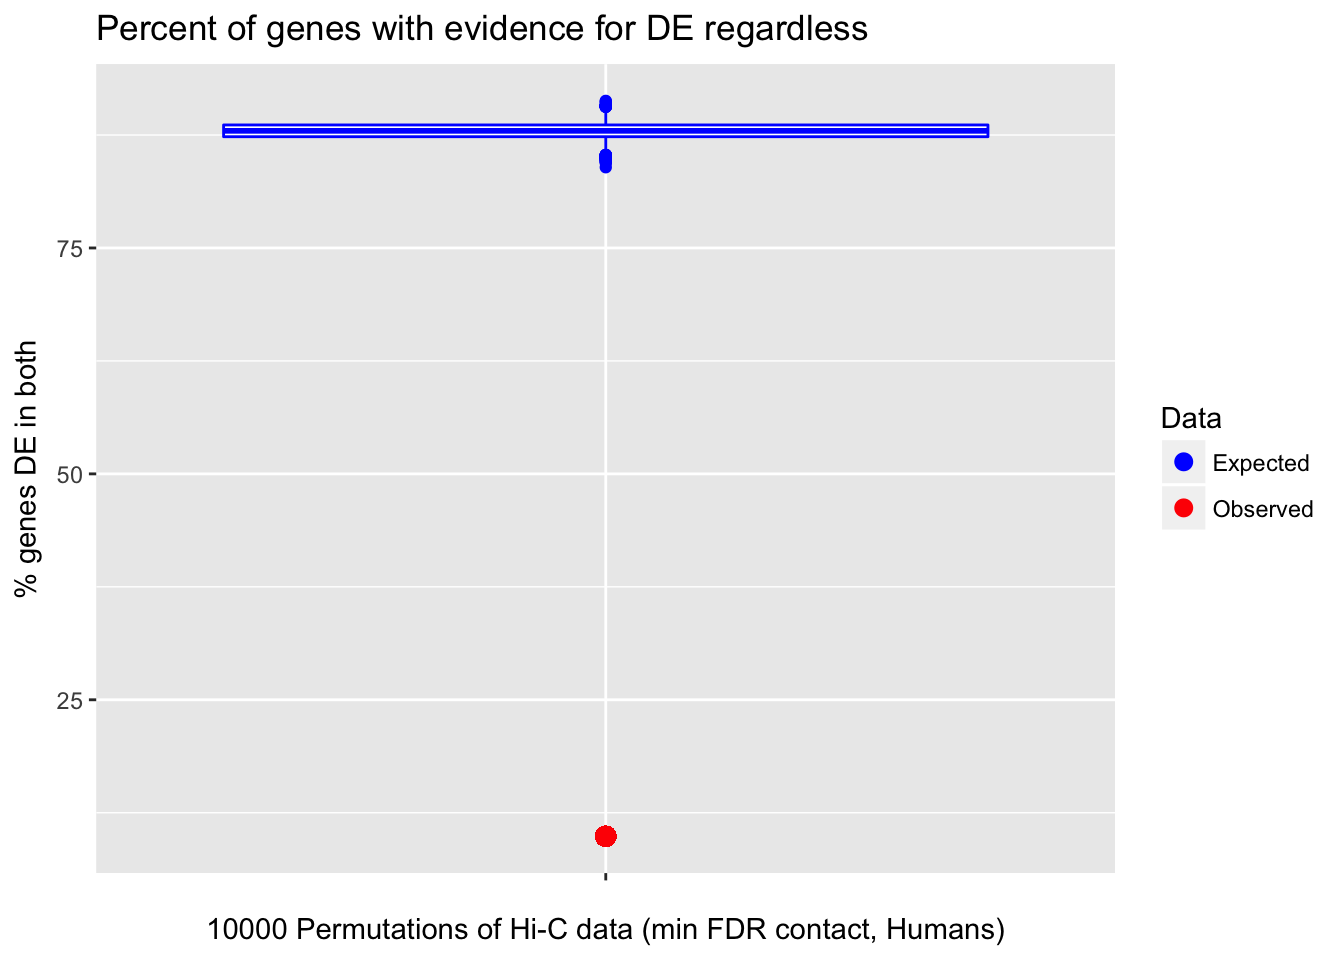 Percent of genes with evidence for DE regardless
% genes DE in both
75
50
25
10000 Permutations of Hi-C data (min FDR contact, Humans)
Data
Expected
Observed